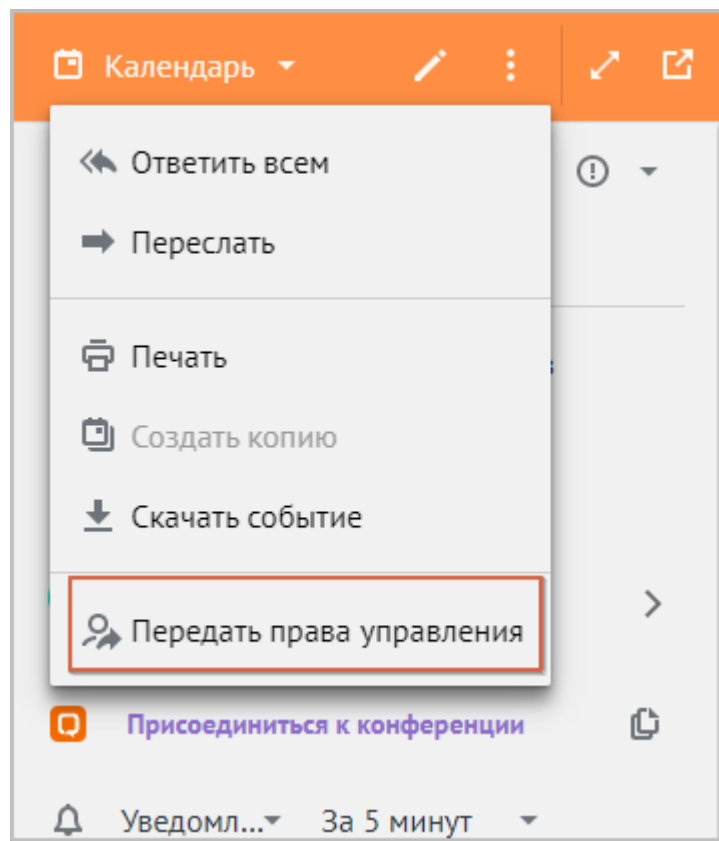 Календарь
Ответить всем
Переслать
Печать
Создать копию
Скачать событие
Передать права управления
Присоединиться к конференции
Уведомл... За 5 минут